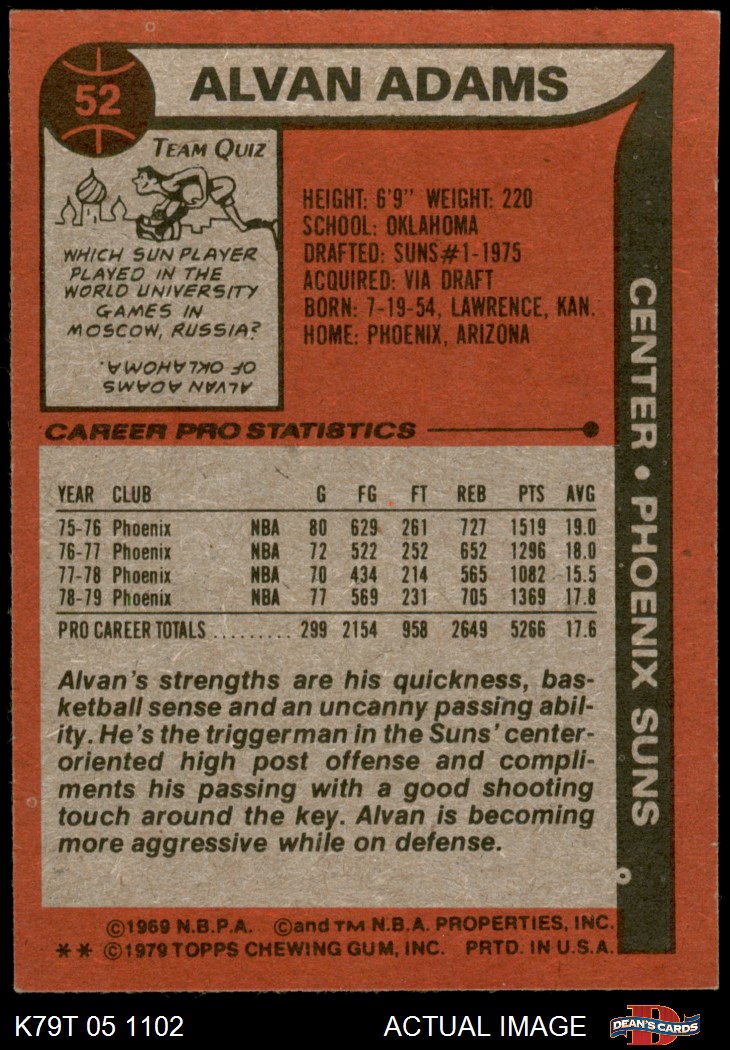 52
ALVAN ADAMS
TEAM QUIZ
WHICH SUN PLAYER
PLAYED IN THE
WORLD UNIVERSITY
GAMES IN
MOSCOW, RUSSIA?
ALVAN ADAMS
OF OKLAHOMA.
HEIGHT: 6'9" WEIGHT: 220
SCHOOL: OKLAHOMA
DRAFTED: SUNS#1-1975
ACQUIRED: VIA DRAFT
BORN: 7-19-54, LAWRENCE, KAN.
HOME: PHOENIX, ARIZONA
CENTER • PHOENIX SUNS
CAREER PRO STATISTICS
YEAR CLUB G FG FT REB PTS AVG
75-76 Phoenix NBA 80 629 261 727 1519 19.0
76-77 Phoenix NBA 72 522 252 652 1296 18.0
77-78 Phoenix NBA 70 434 214 565 1082 15.5
78-79 Phoenix NBA 77 569 231 705 1369 17.8
PRO CAREER TOTALS ......... 299 2154 958 2649 5266 17.6
Alvan's strengths are his quickness, bas-
ketball sense and an uncanny passing abil-
ity. He's the triggerman in the Suns' center-
oriented high post offense and compli-
ments his passing with a good shooting
touch around the key. Alvan is becoming
more aggressive while on defense.
©1969 N.B.P.A. ©and TM N.B.A. PROPERTIES, INC.
** ©1979 TOPPS CHEWING GUM, INC. PRTD. IN U.S.A.
K79T 05 1102 ACTUAL IMAGE DEAN'S CARDS